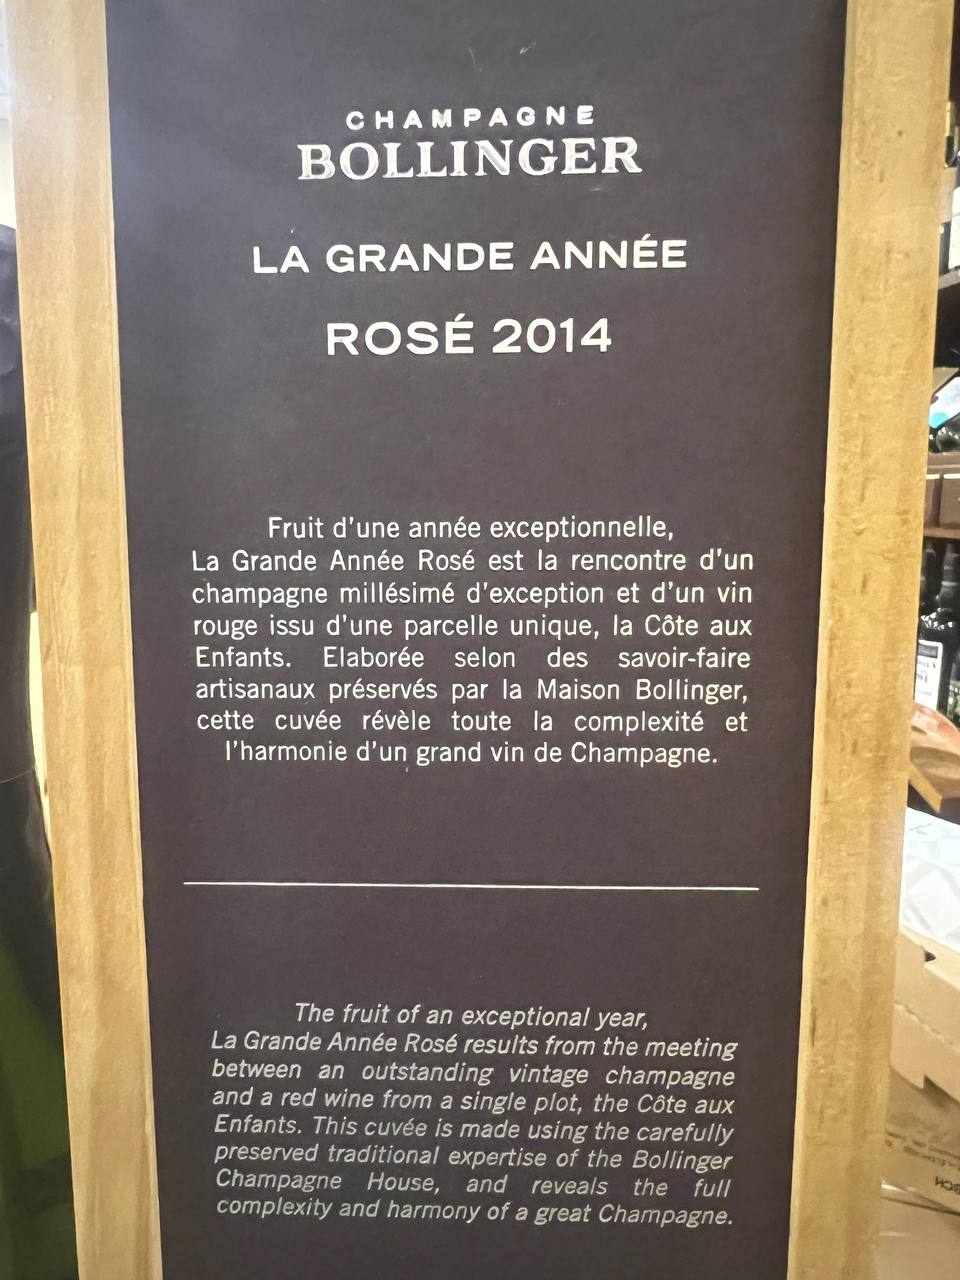 CHAMPAGNE
BOLLINGER
LA GRANDE ANNÉE
ROSÉ 2014
Fruit d'une année exceptionnelle,
La Grande Année Rosé est la rencontre d'un
champagne millésimé d'exception et d'un vin
rouge issu d'une parcelle unique, la Côte aux
Enfants. Elaborée selon des savoir-faire
artisanaux préservés par la Maison Bollinger,
cette cuvée révèle toute la complexité et
l'harmonie d'un grand vin de Champagne.
The fruit of an exceptional year,
La Grande Année Rosé results from the meeting
between an outstanding vintage champagne
and a red wine from a single plot, the Côte aux
Enfants. This cuvée is made using the carefully
preserved traditional expertise of the Bollinger
Champagne House, and reveals the full
complexity and harmony of a great Champagne.